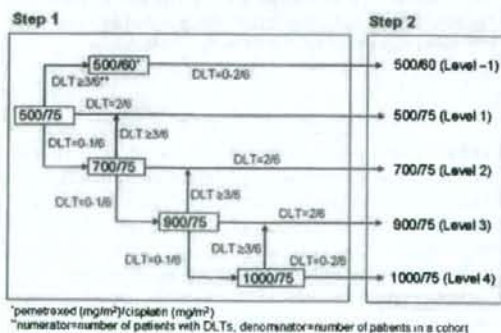 Step 1
Step 2
500/60*
DLT=0-2/6
500/60 (Level –1)
DLT≥3/6**
500/75
DLT=2/6
500/75 (Level 1)
DLT=0-1/6
DLT≥3/6
700/75
DLT=2/6
700/75 (Level 2)
DLT=0-1/6
DLT≥3/6
900/75
DLT=2/6
900/75 (Level 3)
DLT=0-1/6
DLT≥3/6
1000/75
DLT=0-2/6
1000/75 (Level 4)
*pemetrexed (mg/m²)/cisplatin (mg/m²)
**numerator=number of patients with DLTs, denominator=number of patients in a cohort